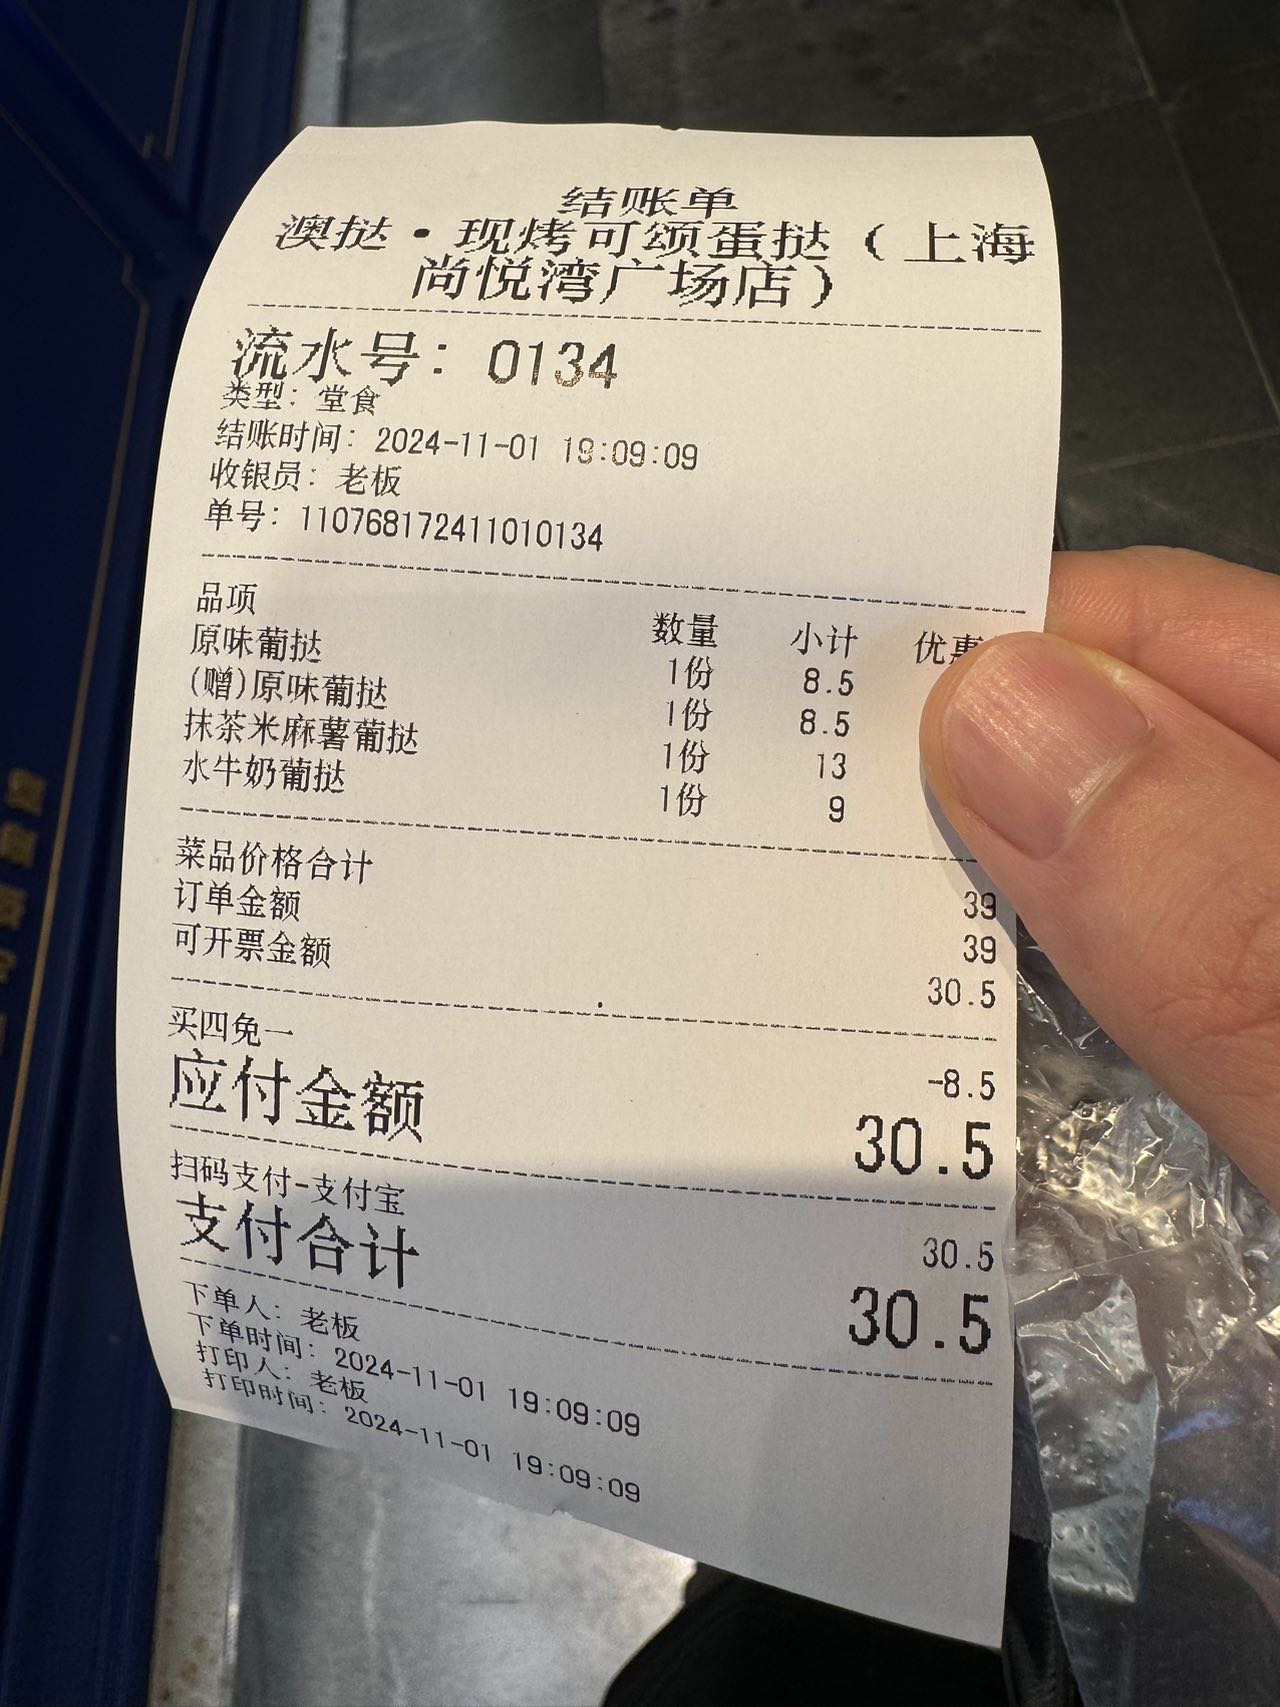 结账单
澳挞·现烤可颂蛋挞(上海
尚悦湾广场店)
流水号: 0134
类型: 堂食
结账时间: 2024-11-01 19:09:09
收银员: 老板
单号: 110768172411010134
品项 数量 小计 优惠
原味葡挞 1份 8.5
(赠)原味葡挞 1份 8.5
抹茶米麻薯葡挞 1份 13
水牛奶葡挞 1份 9
菜品价格合计 39
订单金额 39
可开票金额 30.5
买四免一 -8.5
应付金额 30.5
扫码支付-支付宝 30.5
支付合计 30.5
下单人: 老板
下单时间: 2024-11-01 19:09:09
打印人: 老板
打印时间: 2024-11-01 19:09:09